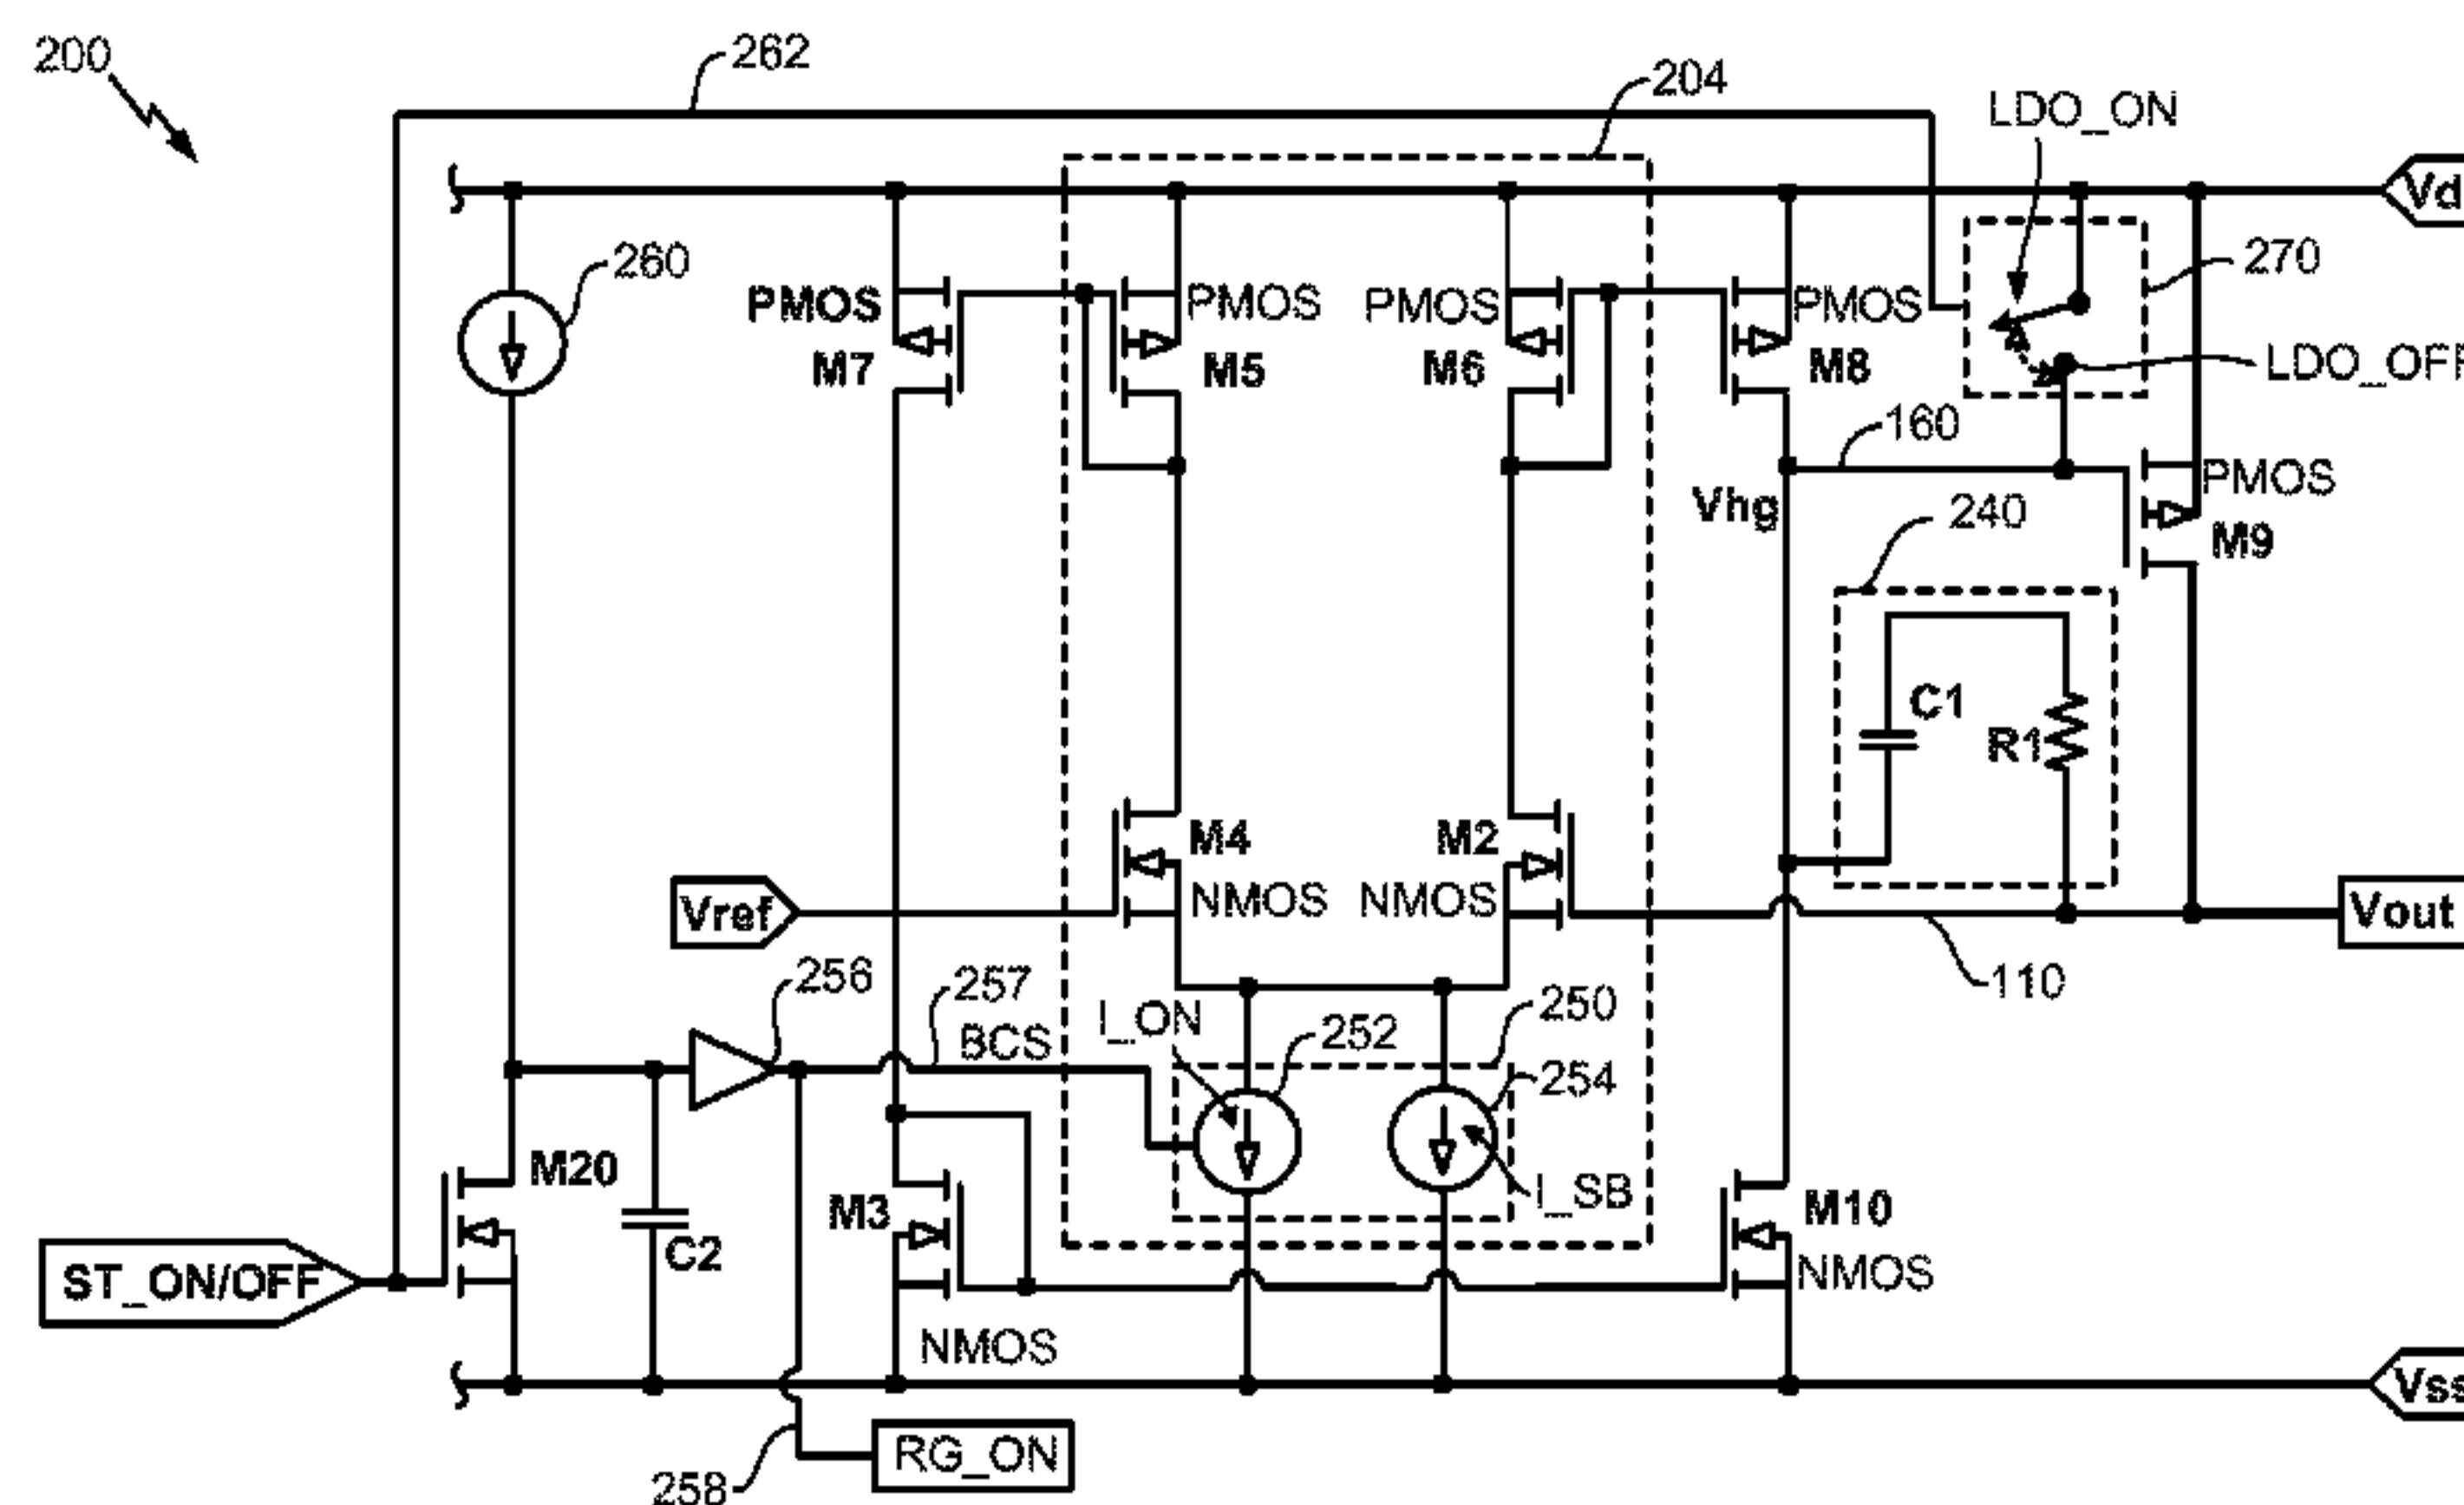 200
262
204
LDO_ON
Vd
260
270
PMOS
PMOS
PMOS
PMOS
M7
M5
M6
M8
LDO_OFF
160
PMOS
Vhg
240
M9
C1
R1
M4
M2
NMOS
NMOS
Vref
Vout
256
257
I_ON
252
250
110
BCS
254
M20
I_SB
M3
M10
C2
ST_ON/OFF
NMOS
NMOS
Vss
RG_ON
258